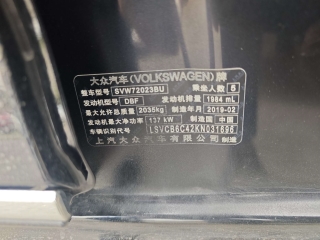 大众汽车(VOLKSWAGEN)牌
整车型号 SVW72023BU 乘坐人数 5
发动机型号 DBF 发动机排量 1984 mL
最大允许总质量 2035kg 制造年月 2019-02
发动机最大净功率 137 kW 制造国 中国
车辆识别代号 LSVCB6C42KN031696
上汽大众汽车有限公司 制造